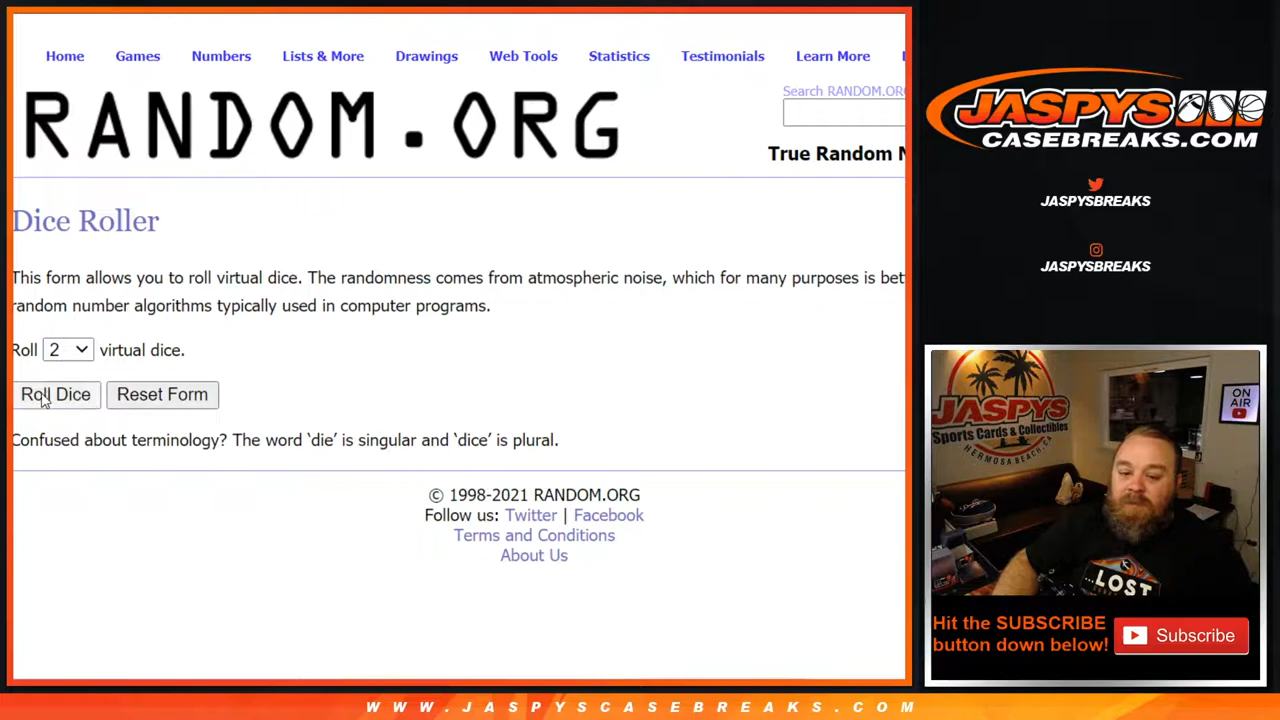 Home Games Numbers Lists & More Drawings Web Tools Statistics Testimonials Learn More
Search RANDOM.ORG
RANDOM.ORG
True Random N
Dice Roller
This form allows you to roll virtual dice. The randomness comes from atmospheric noise, which for many purposes is bet
random number algorithms typically used in computer programs.
Roll 2 virtual dice.
Roll Dice Reset Form
Confused about terminology? The word ‘die’ is singular and ‘dice’ is plural.
© 1998-2021 RANDOM.ORG
Follow us: Twitter | Facebook
Terms and Conditions
About Us
JASPYS
CASEBREAKS.COM
JASPYSBREAKS
JASPYSBREAKS
JASPYS
Sports Cards & Collectibles
HERMOSA BEACH, CA
ON
AIR
...LOST
Hit the SUBSCRIBE
button down below!
Subscribe
WWW.JASPYSCASEBREAKS.COM